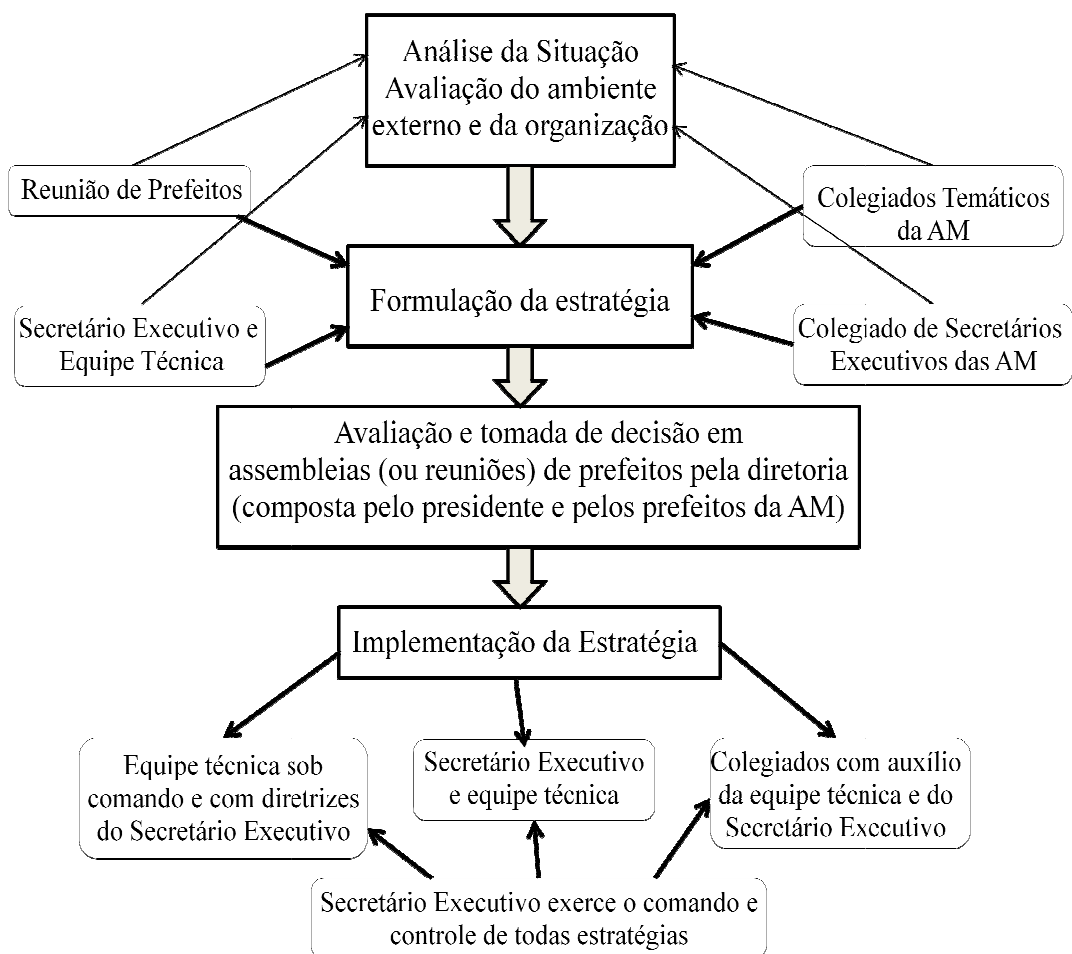 Análise da Situação
Avaliação do ambiente
externo e da organização
Reunião de Prefeitos
Colegiados Temáticos
da AM
Formulação da estratégia
Secretário Executivo e
Equipe Técnica
Colegiado de Secretários
Executivos das AM
Avaliação e tomada de decisão em
assembleias (ou reuniões) de prefeitos pela diretoria
(composta pelo presidente e pelos prefeitos da AM)
Implementação da Estratégia
Equipe técnica sob
comando e com diretrizes
do Secretário Executivo
Secretário Executivo
e equipe técnica
Colegiados com auxílio
da equipe técnica e do
Secretário Executivo
Secretário Executivo exerce o comando e
controle de todas estratégias